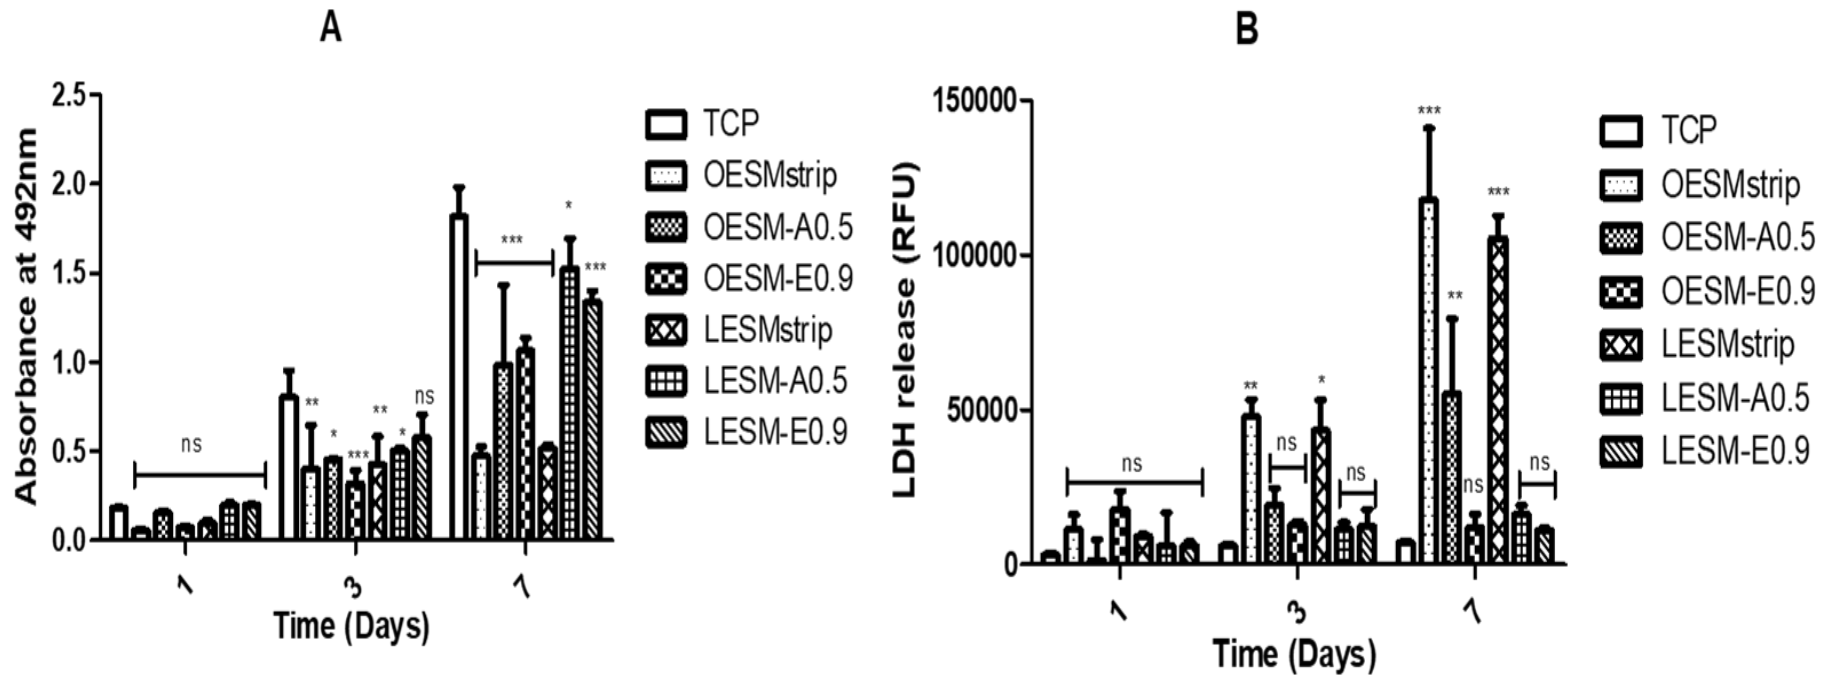 A
Absorbance at 492nm
2.5
2.0
1.5
1.0
0.5
0.0
ns
**
*
***
**
*
ns
***
*
***
1
3
7
Time (Days)
TCP
OESMstrip
OESM-A0.5
OESM-E0.9
LESMstrip
LESM-A0.5
LESM-E0.9
B
LDH release (RFU)
150000
100000
50000
0
ns
**
ns
*
ns
***
**
ns
***
ns
1
3
7
Time (Days)
TCP
OESMstrip
OESM-A0.5
OESM-E0.9
LESMstrip
LESM-A0.5
LESM-E0.9